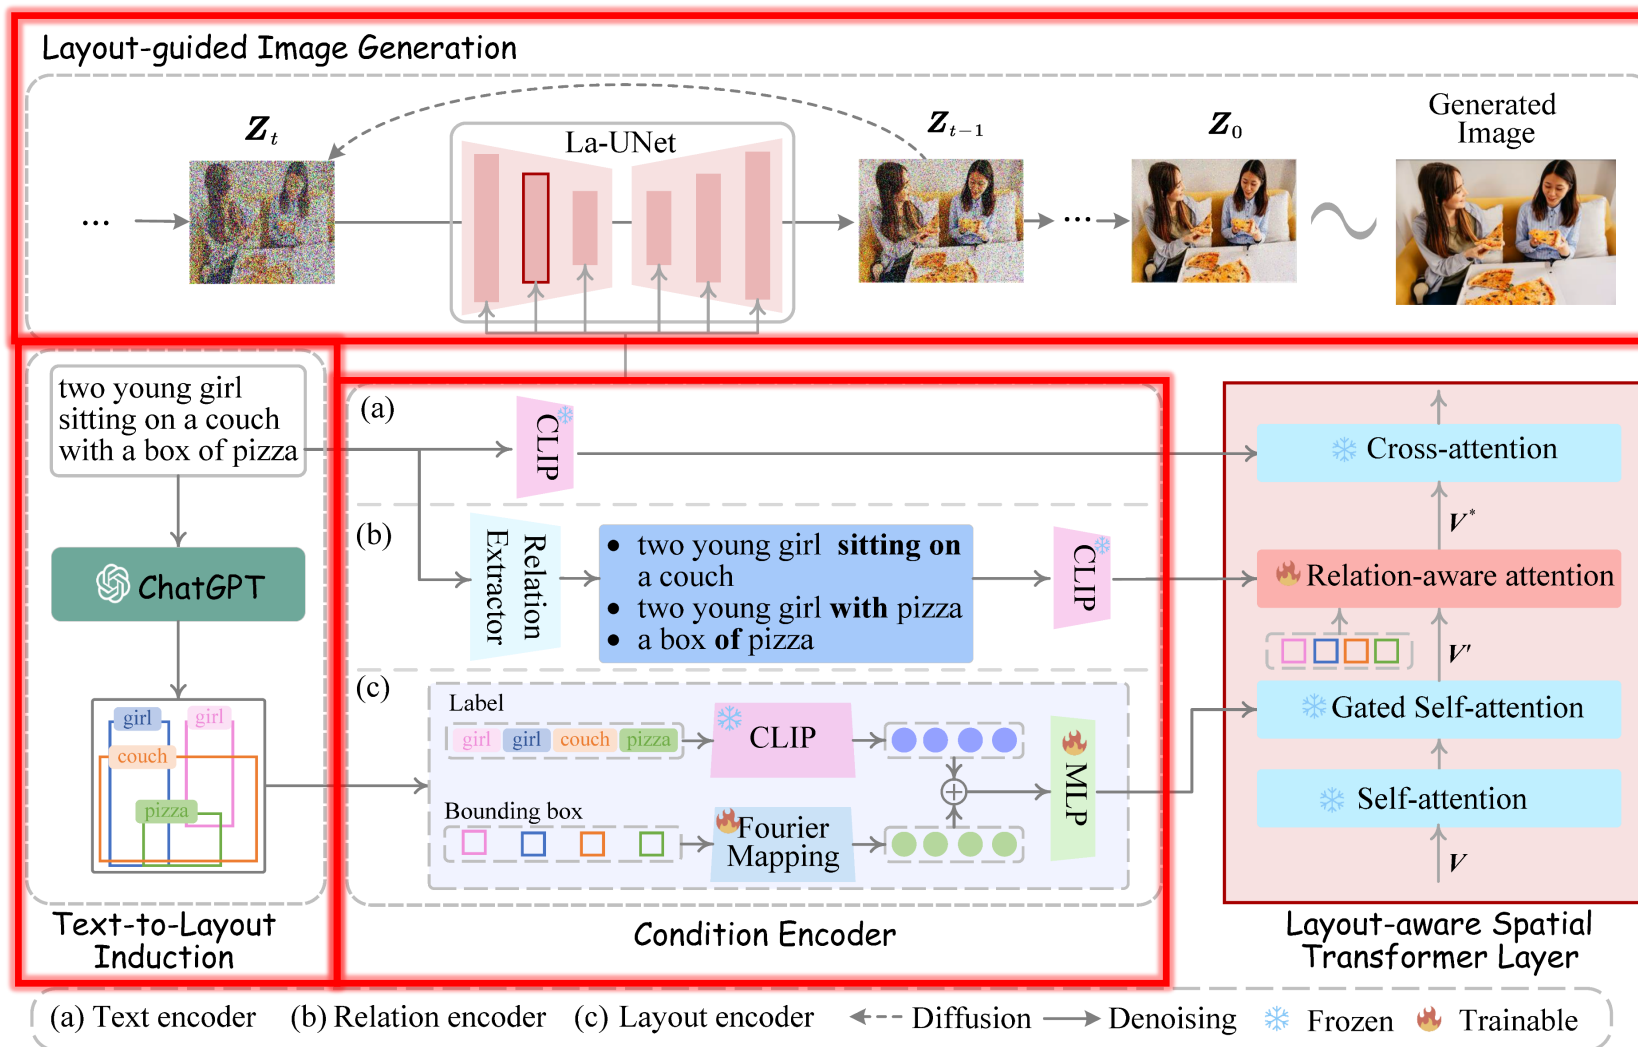 Layout-guided Image Generation
Z_t
La-UNet
Z_{t-1}
Z_0
Generated
Image
...
...
two young girl
sitting on a couch
with a box of pizza
ChatGPT
girl
girl
couch
pizza
Text-to-Layout
Induction
(a)
CLIP
(b)
Relation
Extractor
• two young girl sitting on
a couch
• two young girl with pizza
• a box of pizza
CLIP
(c)
Label
girl girl couch pizza
CLIP
Bounding box
Fourier
Mapping
MLP
Condition Encoder
Cross-attention
V*
Relation-aware attention
V'
Gated Self-attention
Self-attention
V
Layout-aware Spatial
Transformer Layer
(a) Text encoder (b) Relation encoder (c) Layout encoder Diffusion Denoising Frozen Trainable